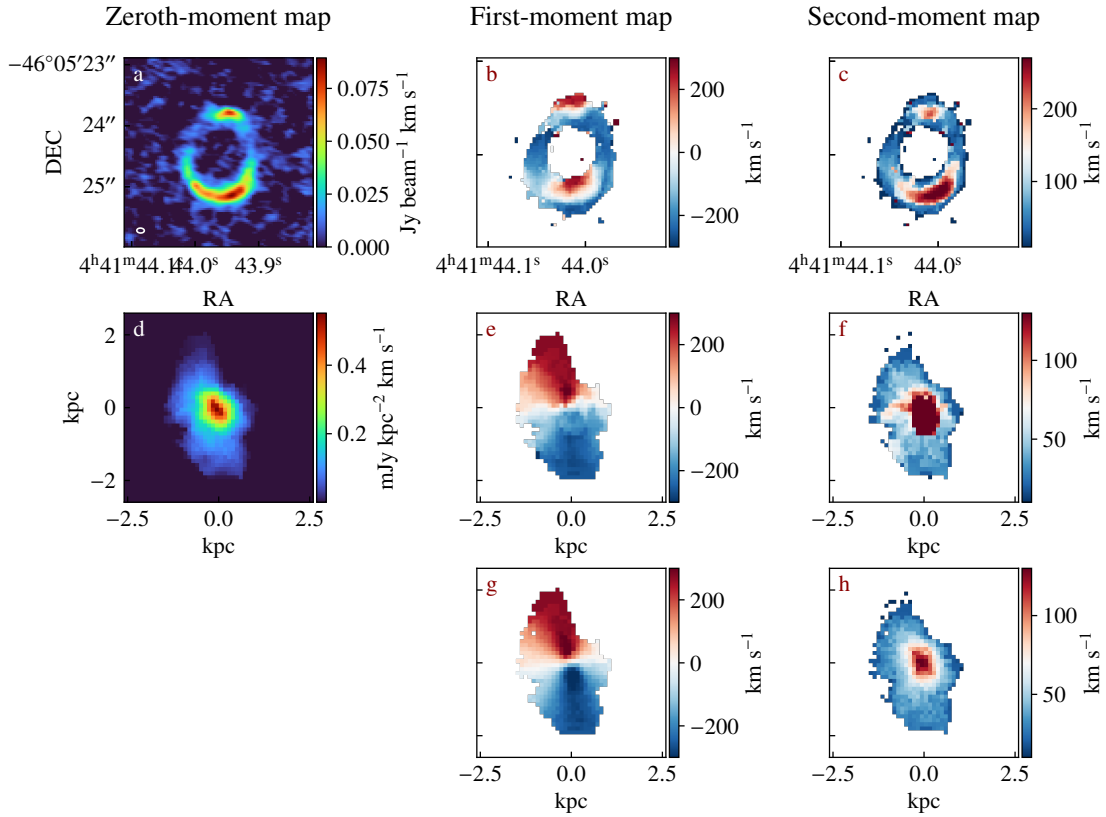 Zeroth-moment map First-moment map Second-moment map
a
−46°05′23″
24″
25″
DEC
4ʰ41ᵐ44.1ˢ 44.0ˢ 43.9ˢ
RA
0.075
0.050
0.025
0.000
Jy beam⁻¹ km s⁻¹
b
4ʰ41ᵐ44.1ˢ 44.0ˢ
RA
200
0
−200
km s⁻¹
c
4ʰ41ᵐ44.1ˢ 44.0ˢ
RA
200
100
km s⁻¹
d
2
0
−2
kpc
−2.5 0.0 2.5
kpc
0.4
0.2
mJy kpc⁻² km s⁻¹
e
−2.5 0.0 2.5
kpc
200
0
−200
km s⁻¹
f
−2.5 0.0 2.5
kpc
100
50
km s⁻¹
g
−2.5 0.0 2.5
kpc
200
0
−200
km s⁻¹
h
−2.5 0.0 2.5
kpc
100
50
km s⁻¹